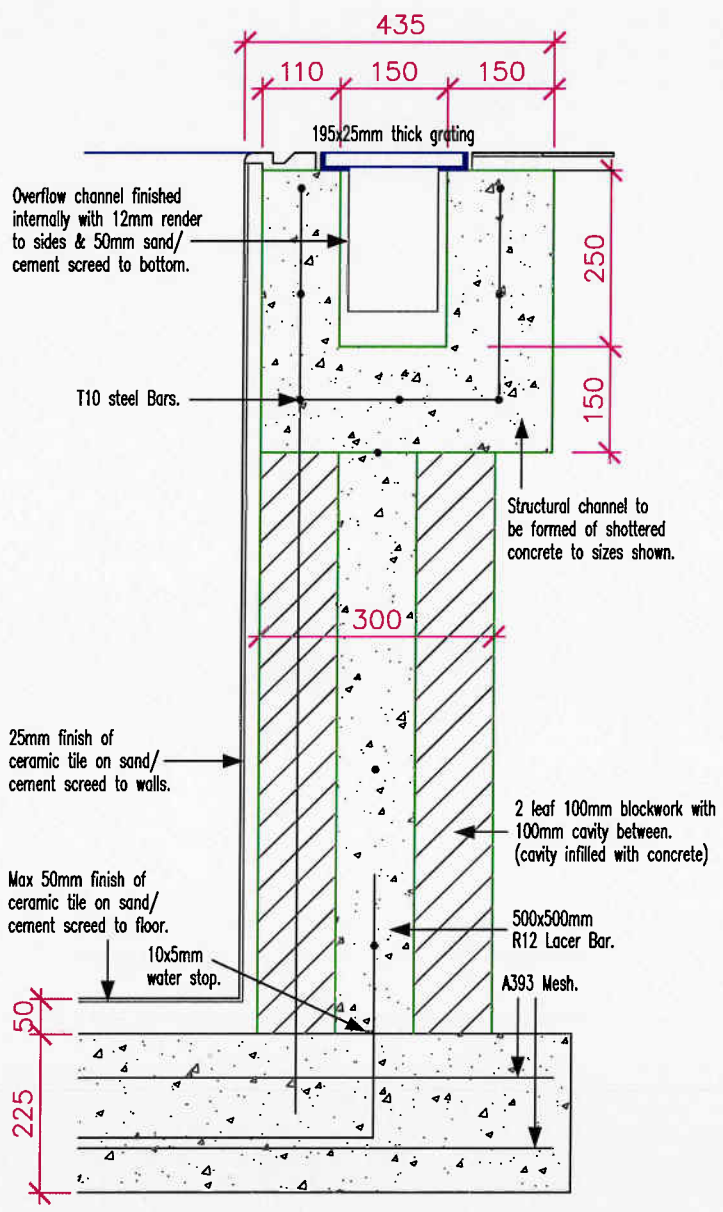 435
110
150
150
195x25mm thick grating
Overflow channel finished
internally with 12mm render
to sides & 50mm sand/
cement screed to bottom.
250
T10 steel Bars.
150
Structural channel to
be formed of shottered
concrete to sizes shown.
300
25mm finish of
ceramic tile on sand/
cement screed to walls.
2 leaf 100mm blockwork with
100mm cavity between.
(cavity infilled with concrete)
Max 50mm finish of
ceramic tile on sand/
cement screed to floor.
500x500mm
R12 Lacer Bar.
10x5mm
water stop.
A393 Mesh.
50
225